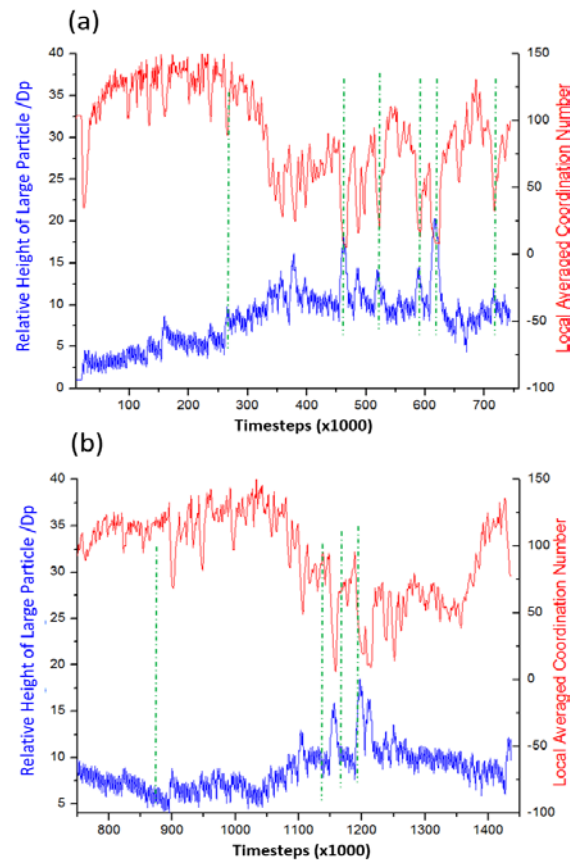 (a)
Relative Height of Large Particle /Dp
40
35
30
25
20
15
10
5
0
150
100
50
0
-50
-100
Local Averaged Coordination Number
100 200 300 400 500 600 700
Timesteps (x1000)
(b)
Relative Height of Large Particle /Dp
40
35
30
25
20
15
10
5
150
100
50
0
-50
-100
Local Averaged Coordination Number
800 900 1000 1100 1200 1300 1400
Timesteps (x1000)